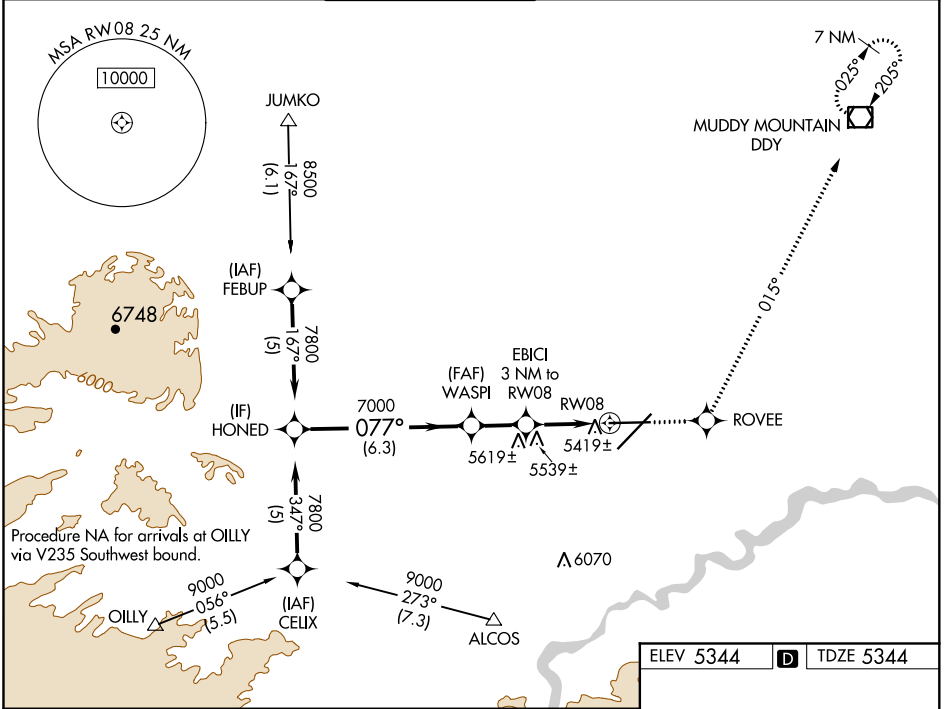 MSA RW08 25 NM
10000
7 NM
025°
205°
MUDDY MOUNTAIN
DDY
JUMKO
8500
167°
(6.1)
(IAF)
FEBUP
6748
6000
7800
167°
(5)
015°
(IF)
HONED
7000
077°
(6.3)
(FAF)
WASPI
EBICI
3 NM to
RW08
RW08
5419±
5619±
5539±
ROVEE
7800
347°
(5)
Procedure NA for arrivals at OILLY
via V235 Southwest bound.
6070
9000
056°
(5.5)
OILLY
(IAF)
CELIX
9000
273°
(7.3)
ALCOS
ELEV 5344
D
TDZE 5344